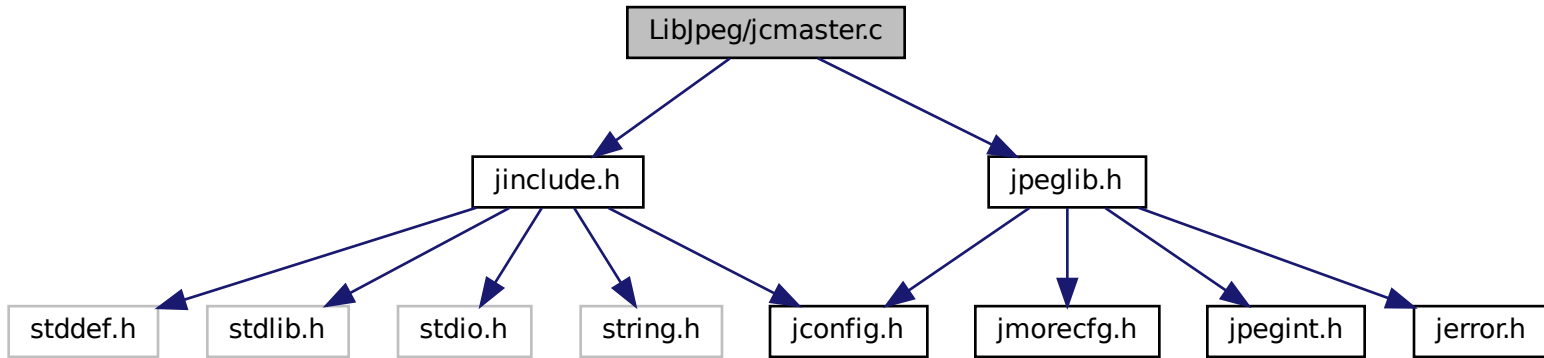 LibJpeg/jcmaster.c
jinclude.h
jpeglib.h
stddef.h
stdlib.h
stdio.h
string.h
jconfig.h
jmorecfg.h
jpegint.h
jerror.h